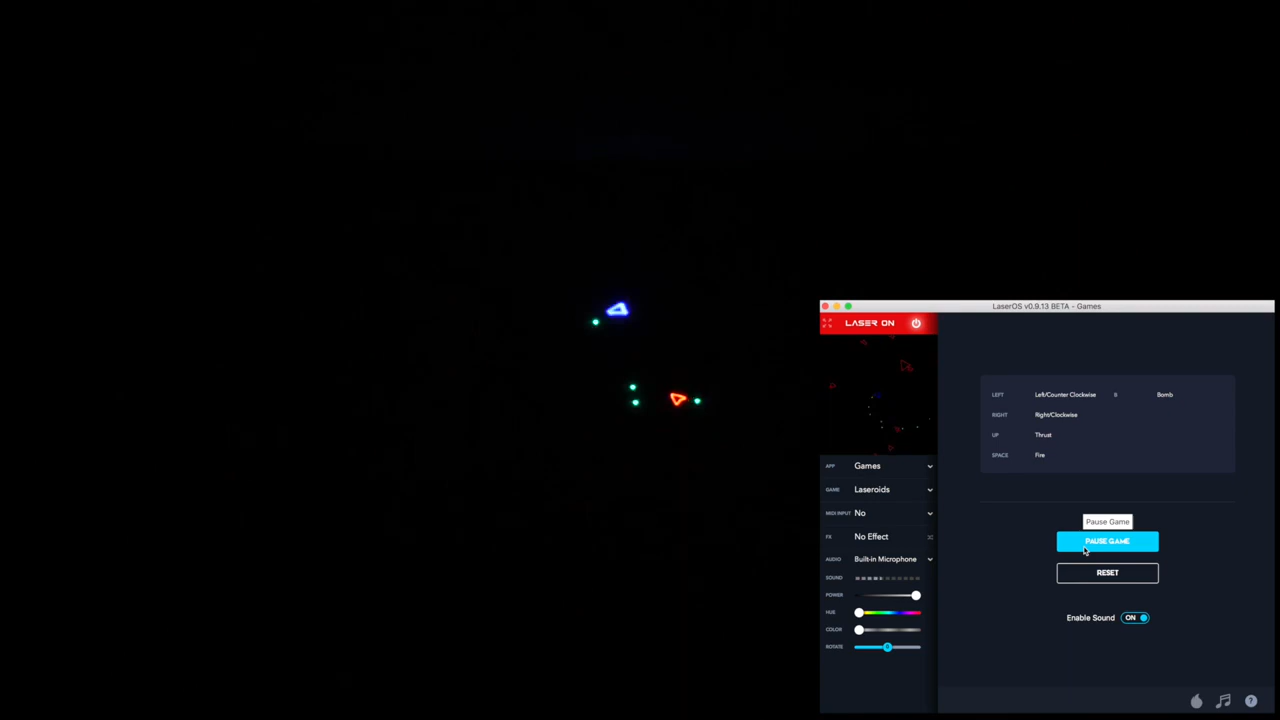 LaserOS v0.9.13 BETA - Games
LASER ON
LEFT Left/Counter Clockwise B Bomb
RIGHT Right/Clockwise
UP Thrust
SPACE Fire
APP Games
GAME Laseroids
MIDI INPUT No
FX No Effect
AUDIO Built-in Microphone
SOUND
POWER
HUE
COLOR
ROTATE 0
Pause Game
PAUSE GAME
RESET
Enable Sound ON
?